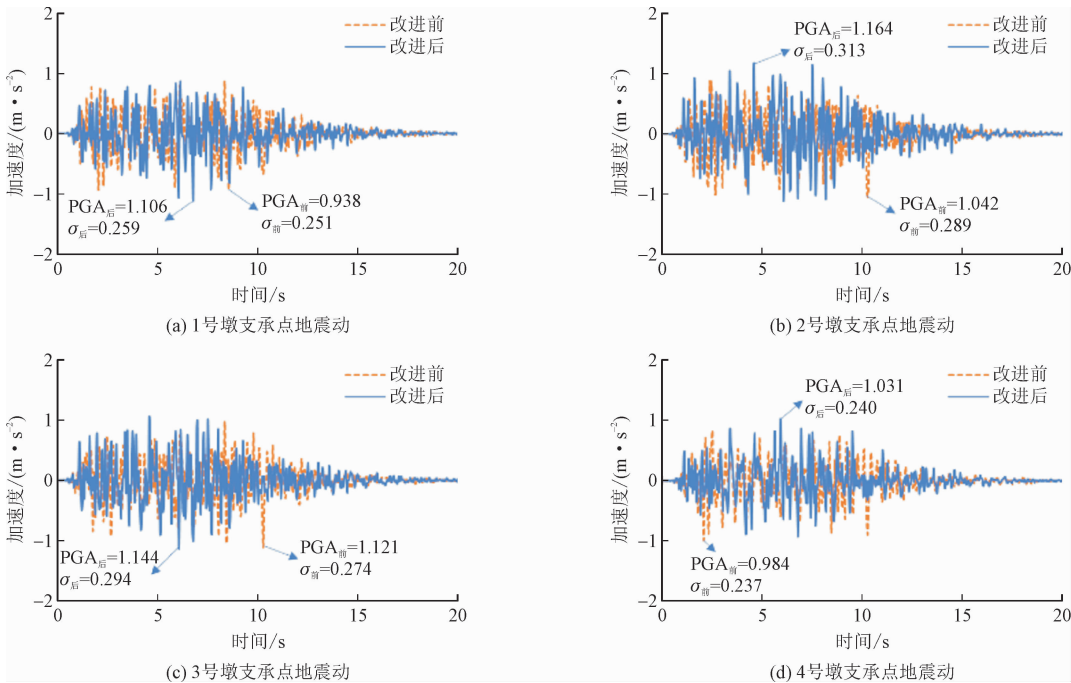 改进前
改进后
PGA后=1.106
σ后=0.259
PGA前=0.938
σ前=0.251
加速度/(m·s⁻²)
2
1
0
−1
−2
0
5
10
15
20
时间/s
(a) 1号墩支承点地震动
改进前
改进后
PGA后=1.164
σ后=0.313
PGA前=1.042
σ前=0.289
加速度/(m·s⁻²)
2
1
0
−1
−2
0
5
10
15
20
时间/s
(b) 2号墩支承点地震动
改进前
改进后
PGA后=1.144
σ后=0.294
PGA前=1.121
σ前=0.274
加速度/(m·s⁻²)
2
1
0
−1
−2
0
5
10
15
20
时间/s
(c) 3号墩支承点地震动
改进前
改进后
PGA后=1.031
σ后=0.240
PGA前=0.984
σ前=0.237
加速度/(m·s⁻²)
2
1
0
−1
−2
0
5
10
15
20
时间/s
(d) 4号墩支承点地震动